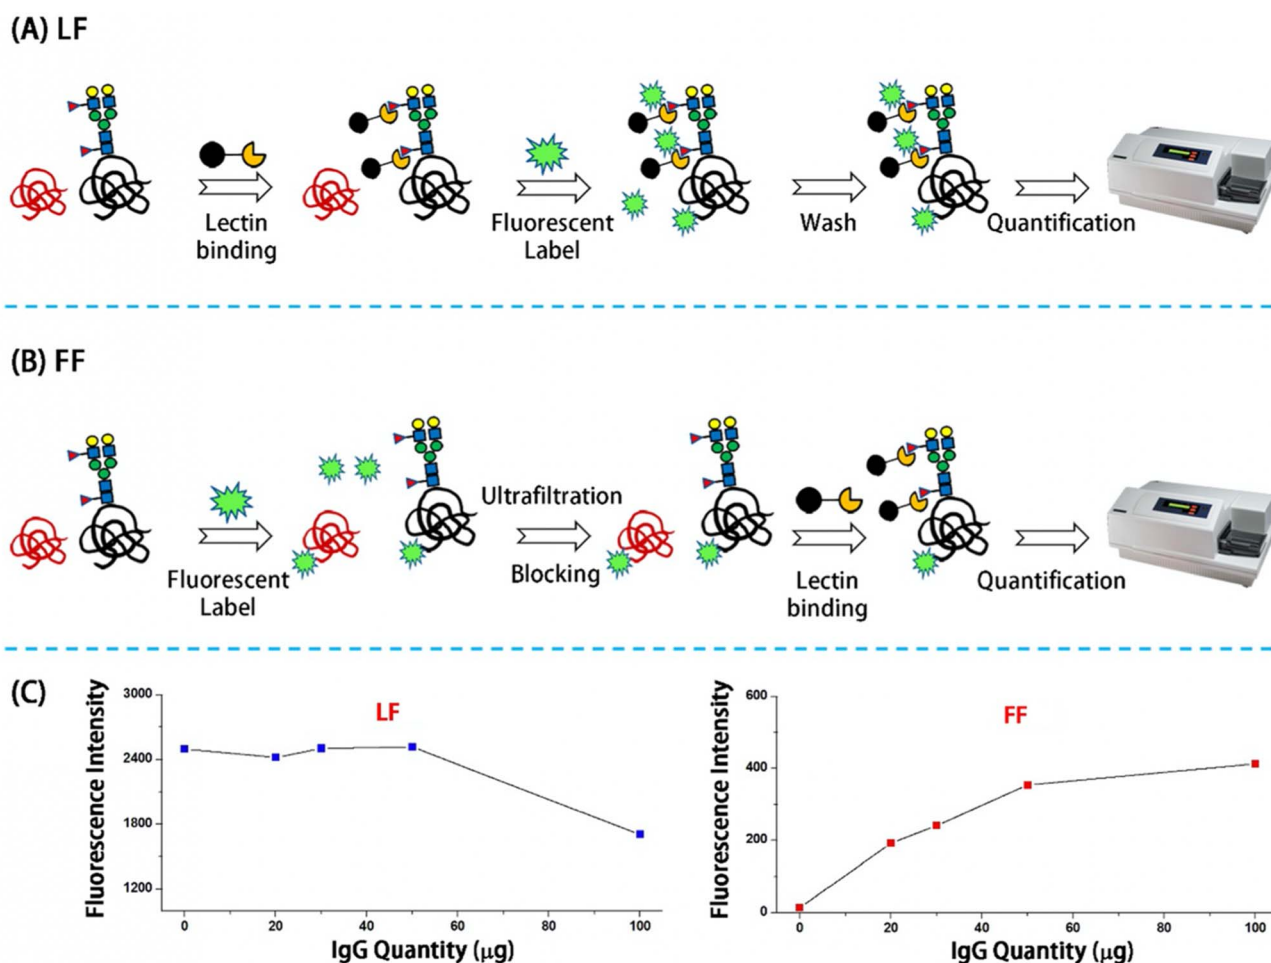 (A) LF
Lectin
binding
Fluorescent
Label
Wash
Quantification
(B) FF
Fluorescent
Label
Ultrafiltration
Blocking
Lectin
binding
Quantification
(C)
Fluorescence Intensity
3000
2400
1800
1200
LF
0
20
40
60
80
100
IgG Quantity (μg)
Fluorescence Intensity
600
400
200
0
FF
0
20
40
60
80
100
IgG Quantity (μg)